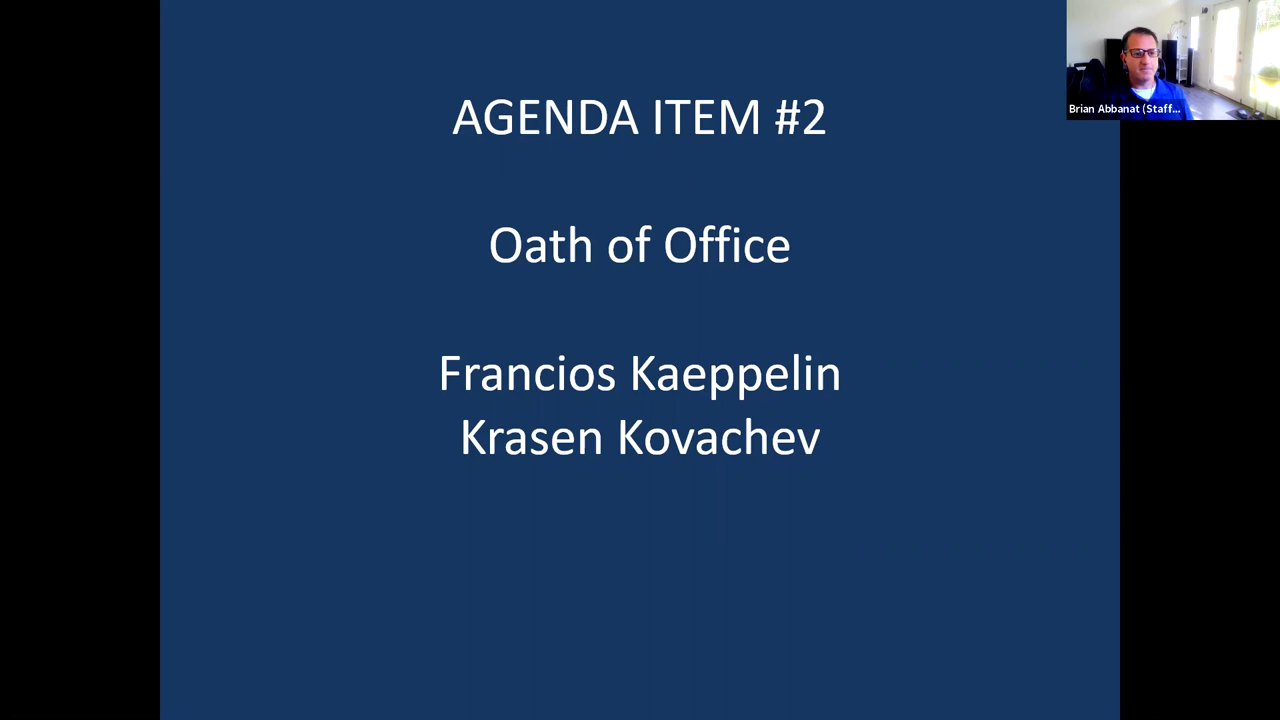 AGENDA ITEM #2
Oath of Office
Francios Kaeppelin
Krasen Kovachev
Brian Abbanat (Staff...